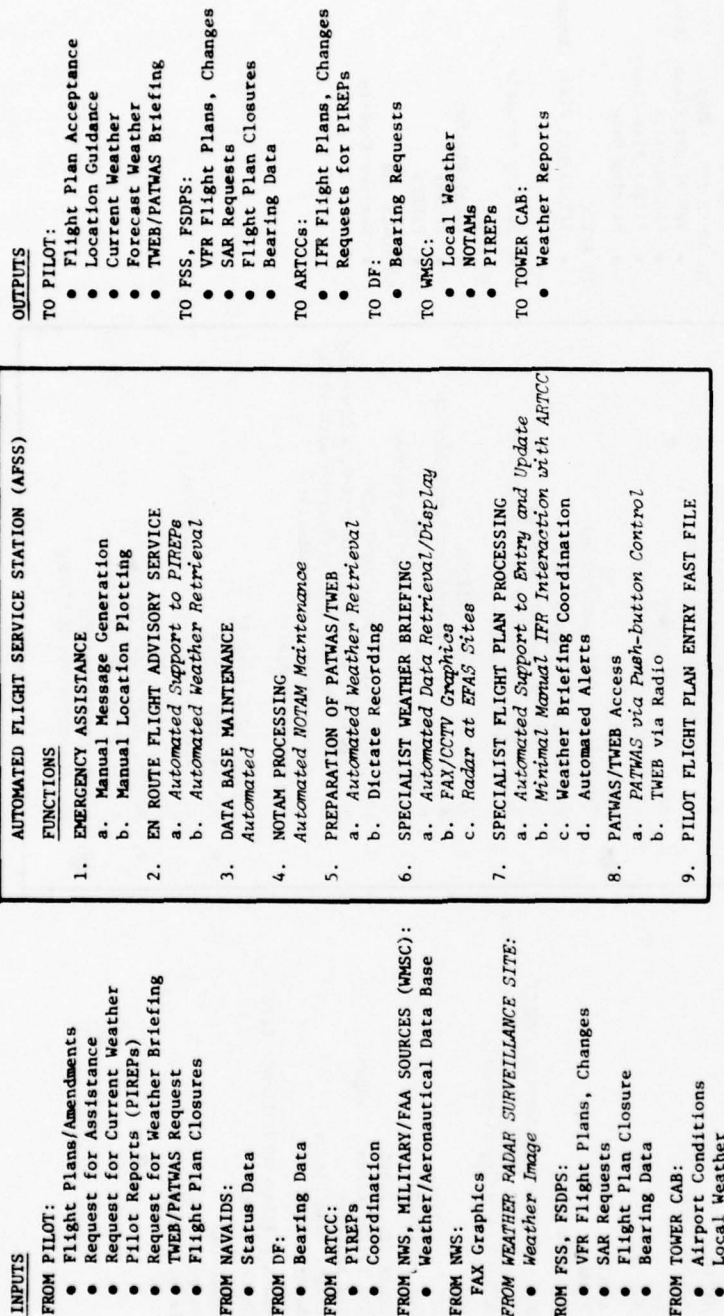 INPUTS
FROM PILOT:
• Flight Plans/Amendments
• Request for Assistance
• Request for Current Weather
• Pilot Reports (PIREPs)
• Request for Weather Briefing
• TWEB/PATWAS Request
• Flight Plan Closures
FROM NAVAIDS:
• Status Data
FROM DF:
• Bearing Data
FROM ARTCC:
• PIREPs
• Coordination
FROM NWS, MILITARY/FAA SOURCES (WMSC):
• Weather/Aeronautical Data Base
FROM NWS:
FAX Graphics
FROM WEATHER RADAR SURVEILLANCE SITE:
• Weather Image
FROM FSS, FSDPS:
• VFR Flight Plans, Changes
• SAR Requests
• Flight Plan Closure
• Bearing Data
FROM TOWER CAB:
• Airport Conditions
• Local Weather
AUTOMATED FLIGHT SERVICE STATION (AFSS)
FUNCTIONS
1. EMERGENCY ASSISTANCE
a. Manual Message Generation
b. Manual Location Plotting
2. EN ROUTE FLIGHT ADVISORY SERVICE
a. Automated Support to PIREPs
b. Automated Weather Retrieval
3. DATA BASE MAINTENANCE
Automated
4. NOTAM PROCESSING
Automated NOTAM Maintenance
5. PREPARATION OF PATWAS/TWEB
a. Automated Weather Retrieval
b. Dictate Recording
6. SPECIALIST WEATHER BRIEFING
a. Automated Data Retrieval/Display
b. FAX/CCTV Graphics
c. Radar at EFAS Sites
7. SPECIALIST FLIGHT PLAN PROCESSING
a. Automated Support to Entry and Update
b. Minimal Manual IFR Interaction with ARTCC
c. Weather Briefing Coordination
d. Automated Alerts
8. PATWAS/TWEB Access
a. PATWAS via Push-button Control
b. TWEB via Radio
9. PILOT FLIGHT PLAN ENTRY FAST FILE
OUTPUTS
TO PILOT:
• Flight Plan Acceptance
• Location Guidance
• Current Weather
• Forecast Weather
• TWEB/PATWAS Briefing
TO FSS, FSDPS:
• VFR Flight Plans, Changes
• SAR Requests
• Flight Plan Closures
• Bearing Data
TO ARTCCs:
• IFR Flight Plans, Changes
• Requests for PIREPs
TO DF:
• Bearing Requests
TO WMSC:
• Local Weather
• NOTAMs
• PIREPs
TO TOWER CAB:
• Weather Reports